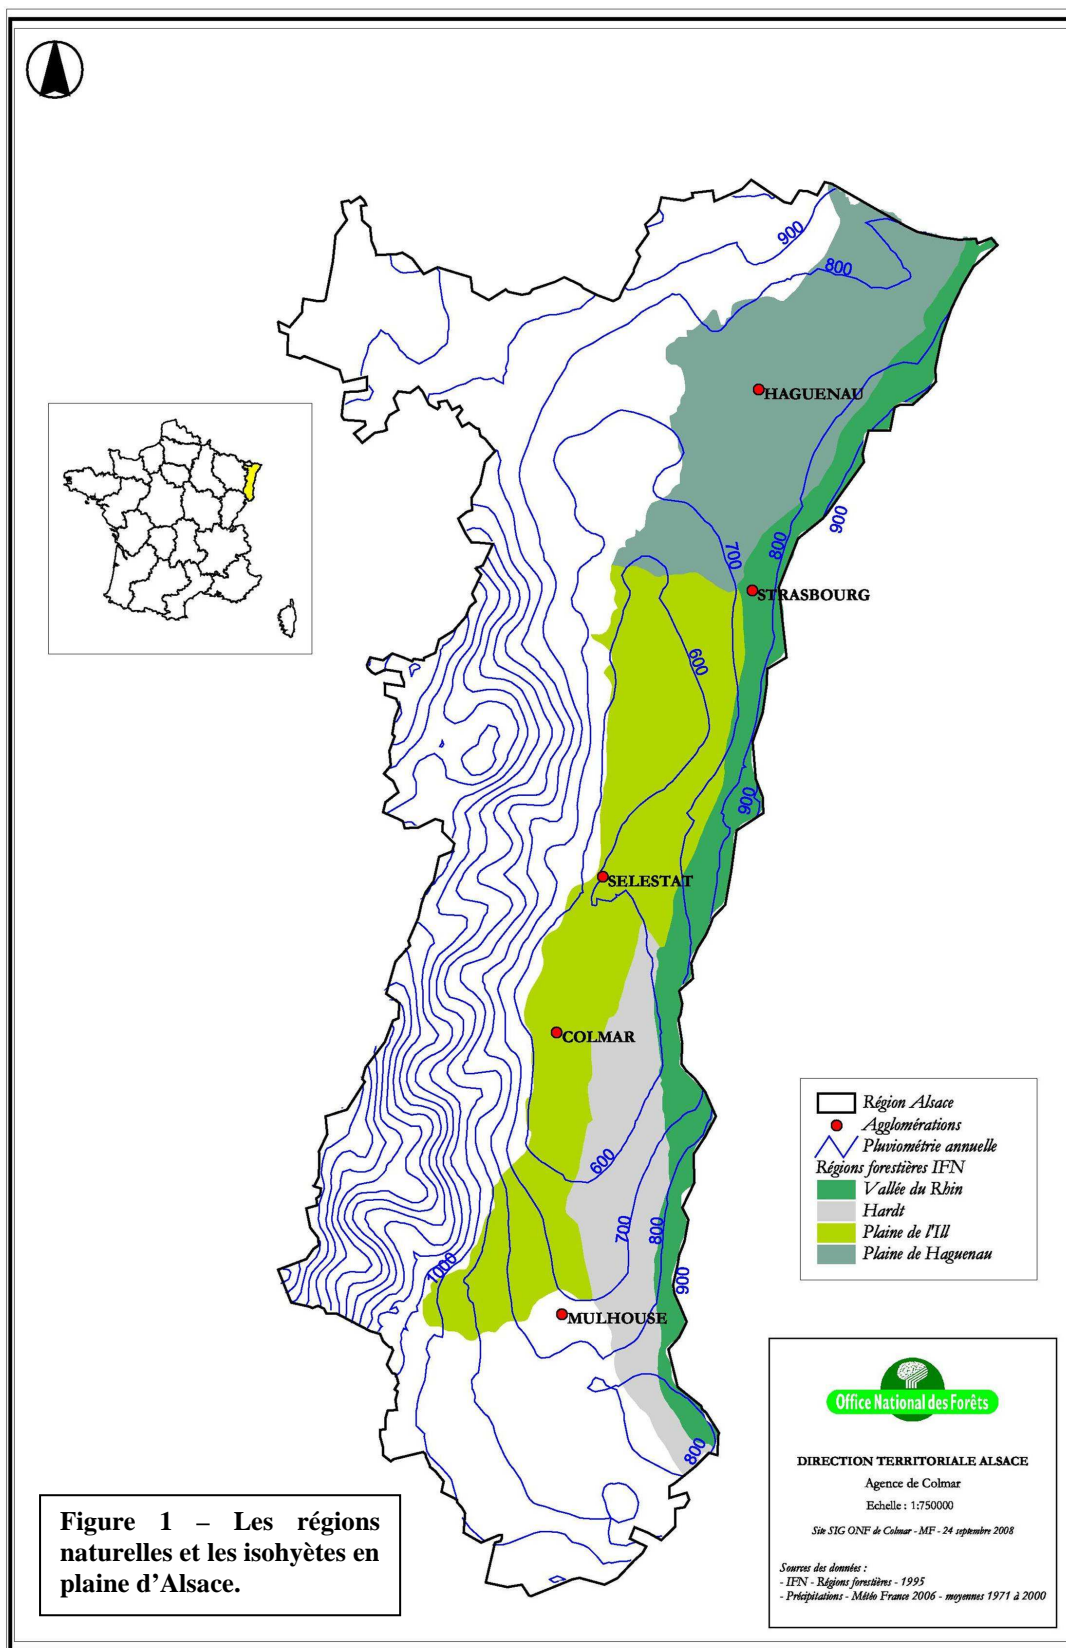 900
800
HAGUENAU
700
800
900
STRASBOURG
600
900
SELESTAT
COLMAR
600
700
800
900
1000
MULHOUSE
800
Région Alsace
Agglomérations
Pluviométrie annuelle
Régions forestières IFN
Vallée du Rhin
Hardt
Plaine de l'Ill
Plaine de Haguenau
Office National des Forêts
DIRECTION TERRITORIALE ALSACE
Agence de Colmar
Echelle : 1:750000
Site SIG ONF de Colmar - MF - 24 septembre 2008
Sources des données :
- IFN - Régions forestières - 1995
- Précipitations - Météo France 2006 - moyennes 1971 à 2000
Figure 1 – Les régions
naturelles et les isohyètes en
plaine d'Alsace.